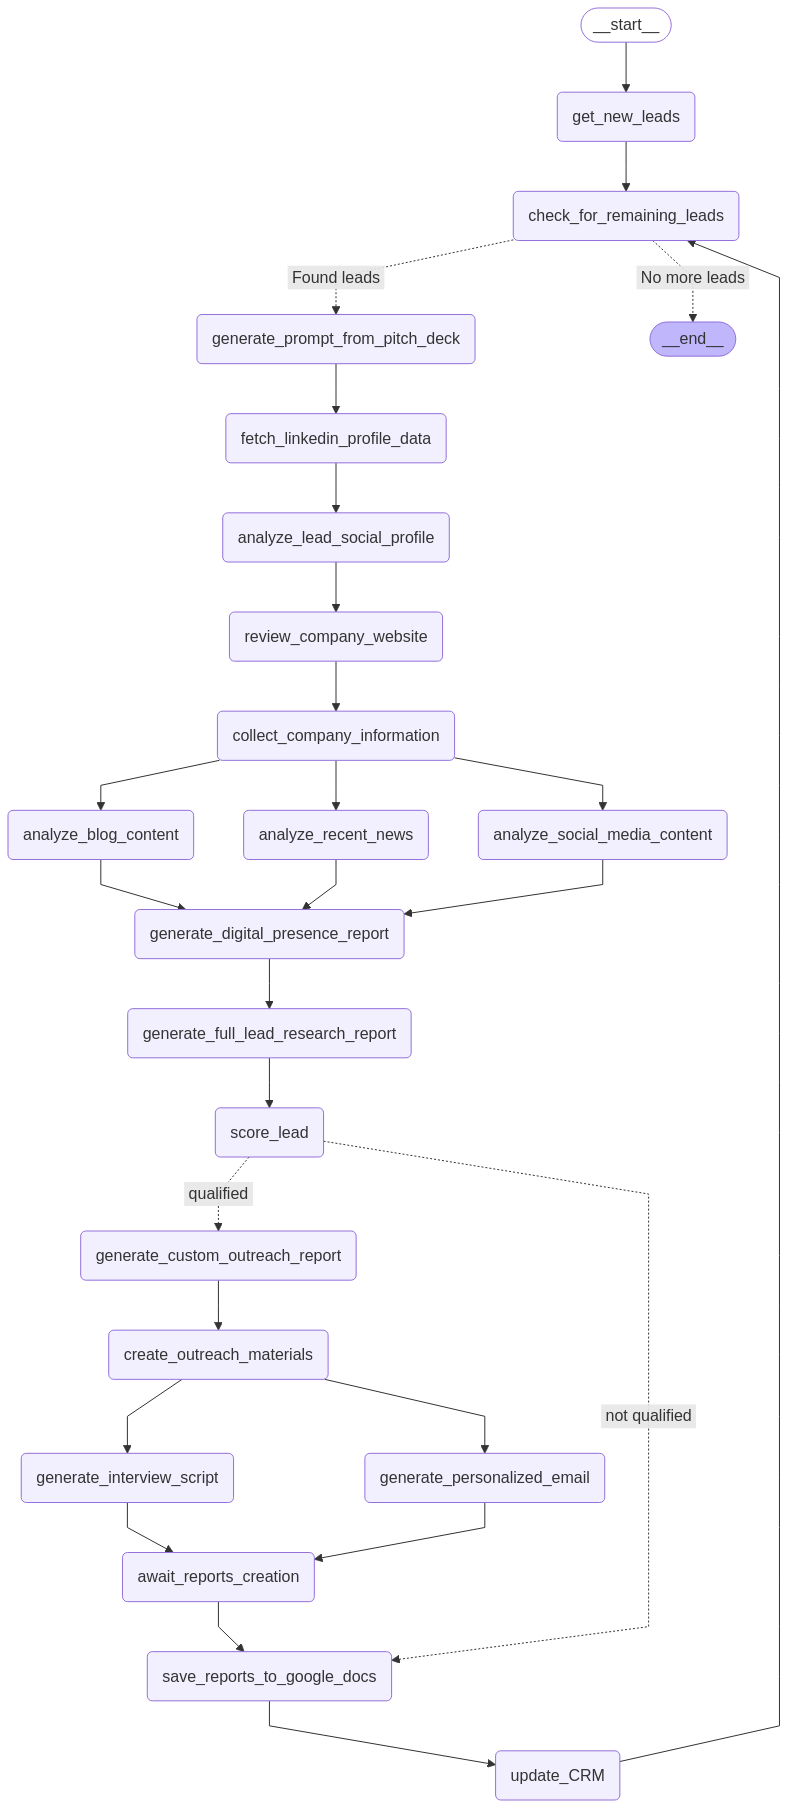 __start__
get_new_leads
check_for_remaining_leads
Found leads
No more leads
generate_prompt_from_pitch_deck
__end__
fetch_linkedin_profile_data
analyze_lead_social_profile
review_company_website
collect_company_information
analyze_blog_content
analyze_recent_news
analyze_social_media_content
generate_digital_presence_report
generate_full_lead_research_report
score_lead
qualified
generate_custom_outreach_report
create_outreach_materials
not qualified
generate_interview_script
generate_personalized_email
await_reports_creation
save_reports_to_google_docs
update_CRM